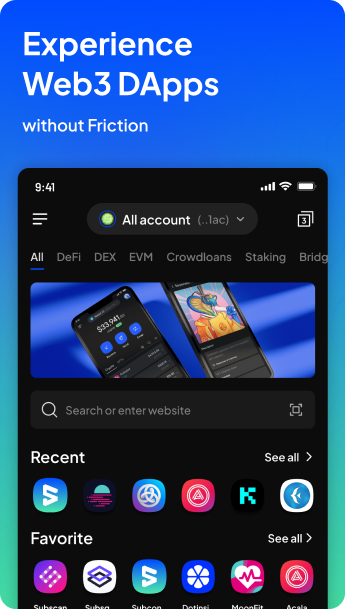 Experience
Web3 DApps
without Friction
9:41
All account (..1ac)
3
All DeFi DEX EVM Crowdloans Staking Bridg
$33,941
Search or enter website
Recent See all
Favorite See all
Subscan Subsq Subcon Dotinsi MoonFit Acala